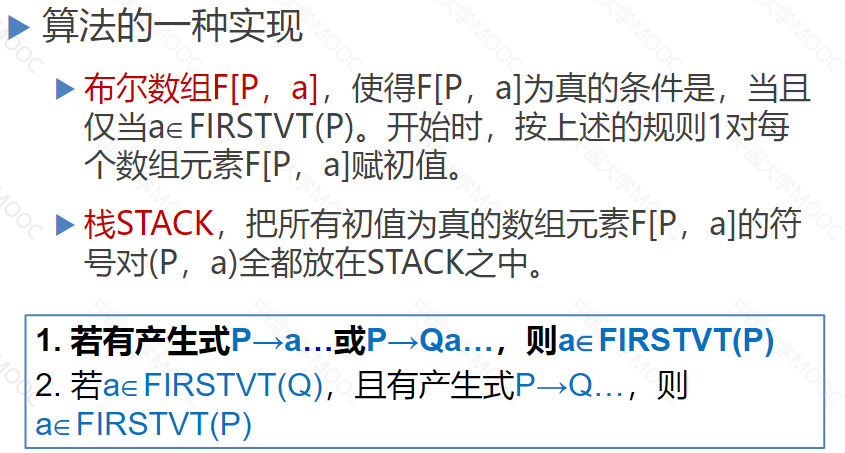 算法的一种实现
布尔数组F[P，a]，使得F[P，a]为真的条件是，当且
仅当a∈FIRSTVT(P)。开始时，按上述的规则1对每
个数组元素F[P，a]赋初值。
栈STACK，把所有初值为真的数组元素F[P，a]的符
号对(P，a)全都放在STACK之中。
1. 若有产生式P→a…或P→Qa…，则a∈FIRSTVT(P)
2. 若a∈FIRSTVT(Q)，且有产生式P→Q…，则
a∈FIRSTVT(P)